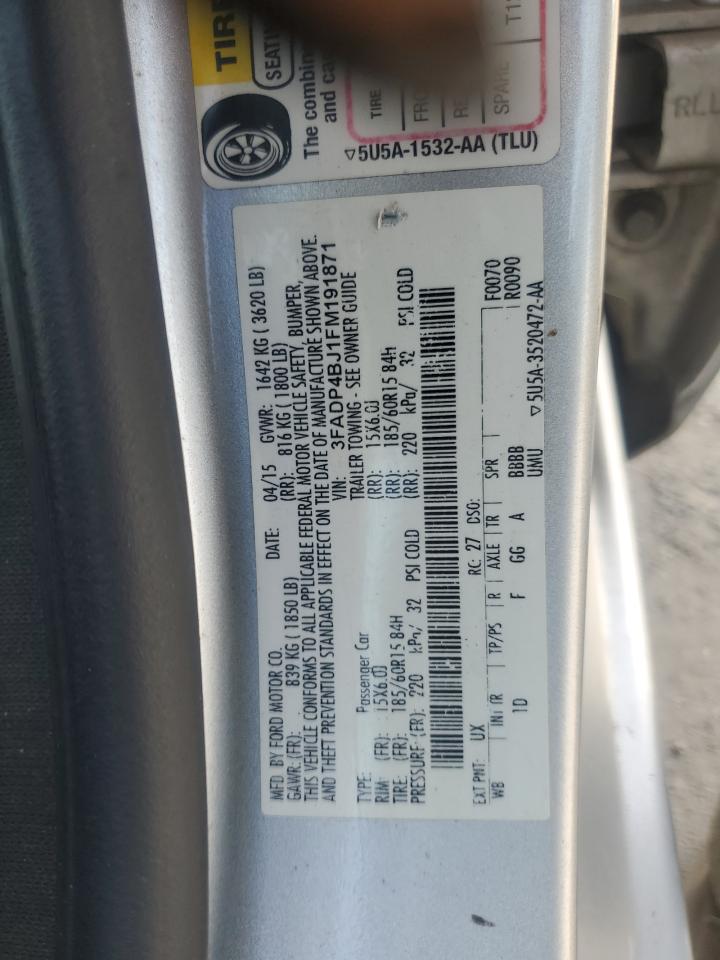 TIRE
SEATI
The combin
and ca
TIRE
FRO
RE
SPARE
T1
▽5U5A-1532-AA (TLU)
MFD. BY FORD MOTOR CO.
DATE: 04/15 GVWR: 1642 KG ( 3620 LB)
GAWR: (FR): 839 KG ( 1850 LB) (RR): 816 KG ( 1800 LB)
THIS VEHICLE CONFORMS TO ALL APPLICABLE FEDERAL MOTOR VEHICLE SAFETY, BUMPER,
AND THEFT PREVENTION STANDARDS IN EFFECT ON THE DATE OF MANUFACTURE SHOWN ABOVE.
VIN: 3FADP4BJ1FM191871
TYPE: Passenger Car TRAILER TOWING - SEE OWNER GUIDE
RIM: (FR): 15X6.0J (RR): 15X6.0J
TIRE: (FR): 185/60R15 84H (RR): 185/60R15 84H
PRESSURE: (FR): 220 kPa/ 32 PSI COLD (RR): 220 kPa/ 32 PSI COLD
EXT PNT: UX RC: 27 DSO: F0070
R0090
WB INT TR TP/PS R AXLE TR SPR
1D F GG A BBBB
UMU
▽5U5A-3520472-AA
RLL